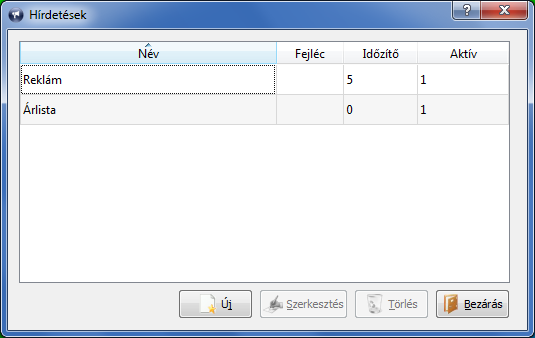 Hírdetések
Név Fejléc Időzítő Aktív
Reklám 5 1
Árlista 0 1
Új Szerkesztés Törlés Bezárás